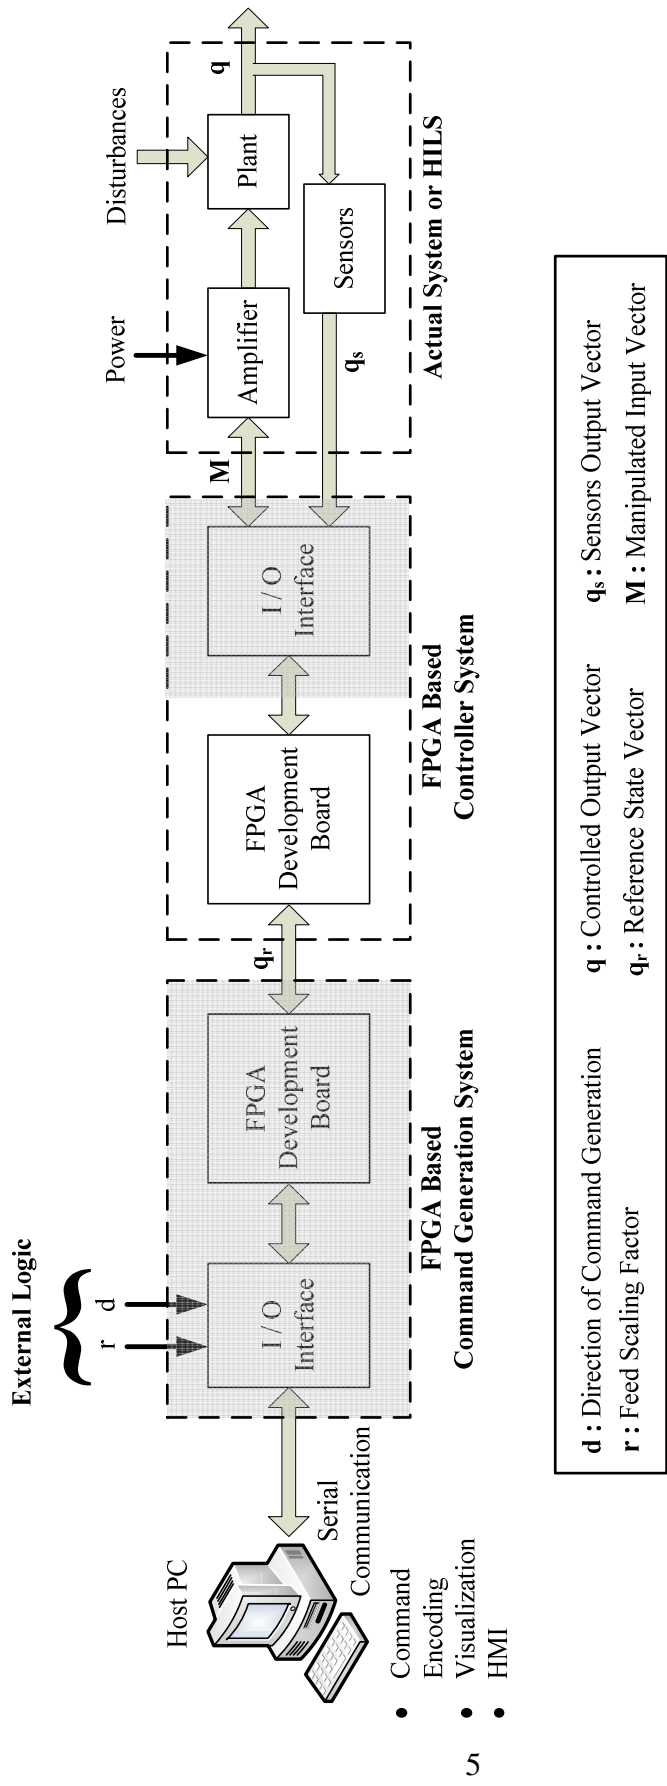 External Logic
r
d
Host PC
Serial
Communication
• Command
Encoding
• Visualization
• HMI
I / O
Interface
FPGA
Development
Board
FPGA Based
Command Generation System
qr
FPGA
Development
Board
I / O
Interface
FPGA Based
Controller System
M
qs
Power
Disturbances
Amplifier
Plant
q
Sensors
Actual System or HILS
d : Direction of Command Generation
r : Feed Scaling Factor
q : Controlled Output Vector
qr : Reference State Vector
qs : Sensors Output Vector
M : Manipulated Input Vector
5